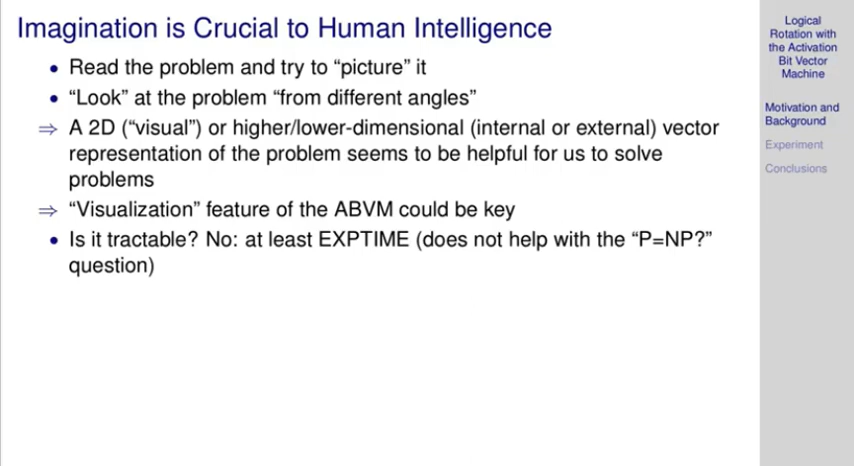 Imagination is Crucial to Human Intelligence
• Read the problem and try to “picture” it
• “Look” at the problem “from different angles”
⇒ A 2D (“visual”) or higher/lower-dimensional (internal or external) vector
representation of the problem seems to be helpful for us to solve
problems
⇒ “Visualization” feature of the ABVM could be key
• Is it tractable? No: at least EXPTIME (does not help with the “P=NP?”
question)
Logical
Rotation with
the Activation
Bit Vector
Machine
Motivation and
Background
Experiment
Conclusions